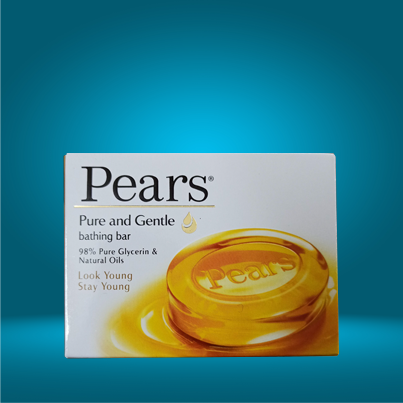 Pears®
Pure and Gentle
bathing bar
98% Pure Glycerin &
Natural Oils
Look Young
Stay Young
Pears